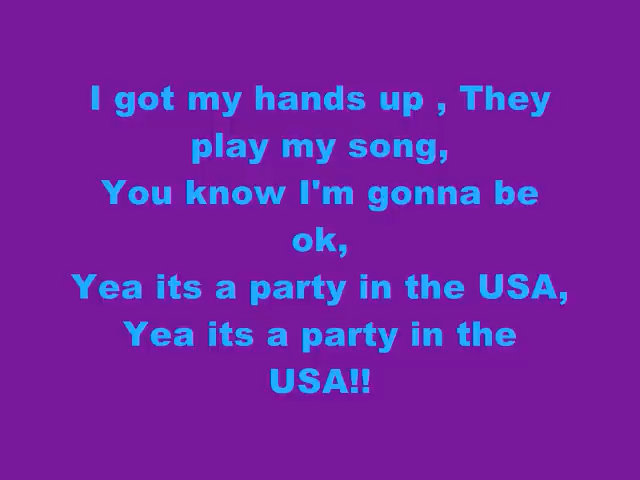 I got my hands up , They
play my song,
You know I'm gonna be
ok,
Yea its a party in the USA,
Yea its a party in the
USA!!